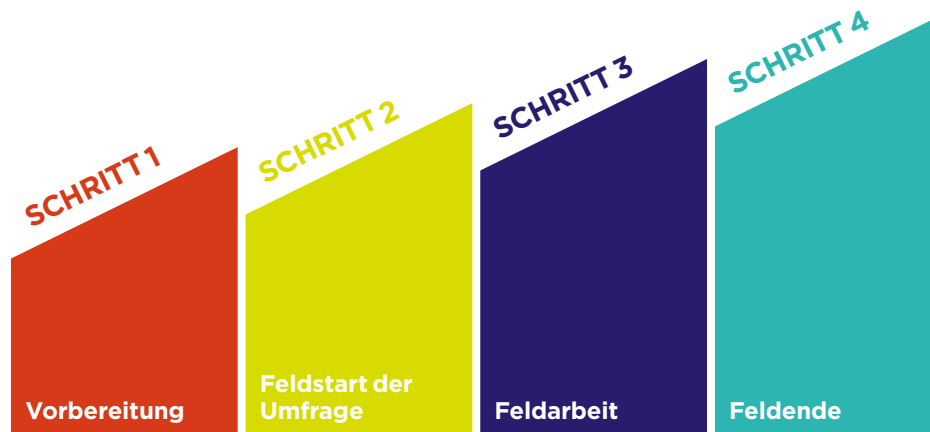 SCHRITT 1
Vorbereitung
SCHRITT 2
Feldstart der
Umfrage
SCHRITT 3
Feldarbeit
SCHRITT 4
Feldende